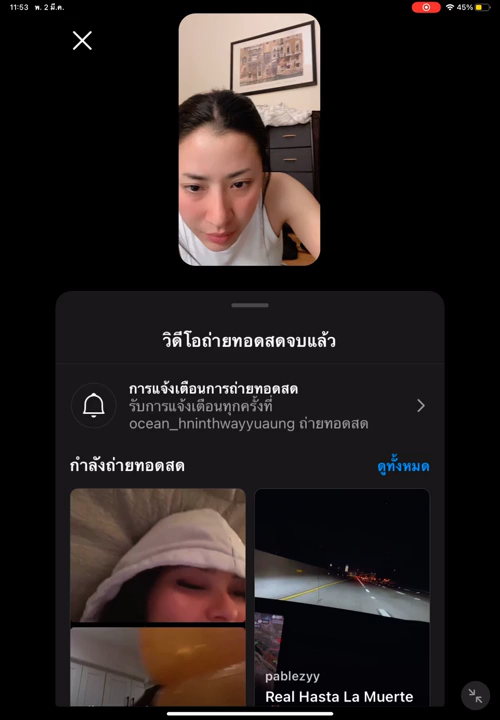 11:53 พ. 2 มี.ค.
45%
วิดีโอถ่ายทอดสดจบแล้ว
การแจ้งเตือนการถ่ายทอดสด
รับการแจ้งเตือนทุกครั้งที่
ocean_hninthwayyuaung ถ่ายทอดสด
กำลังถ่ายทอดสด
ดูทั้งหมด
pablezyy
Real Hasta La Muerte